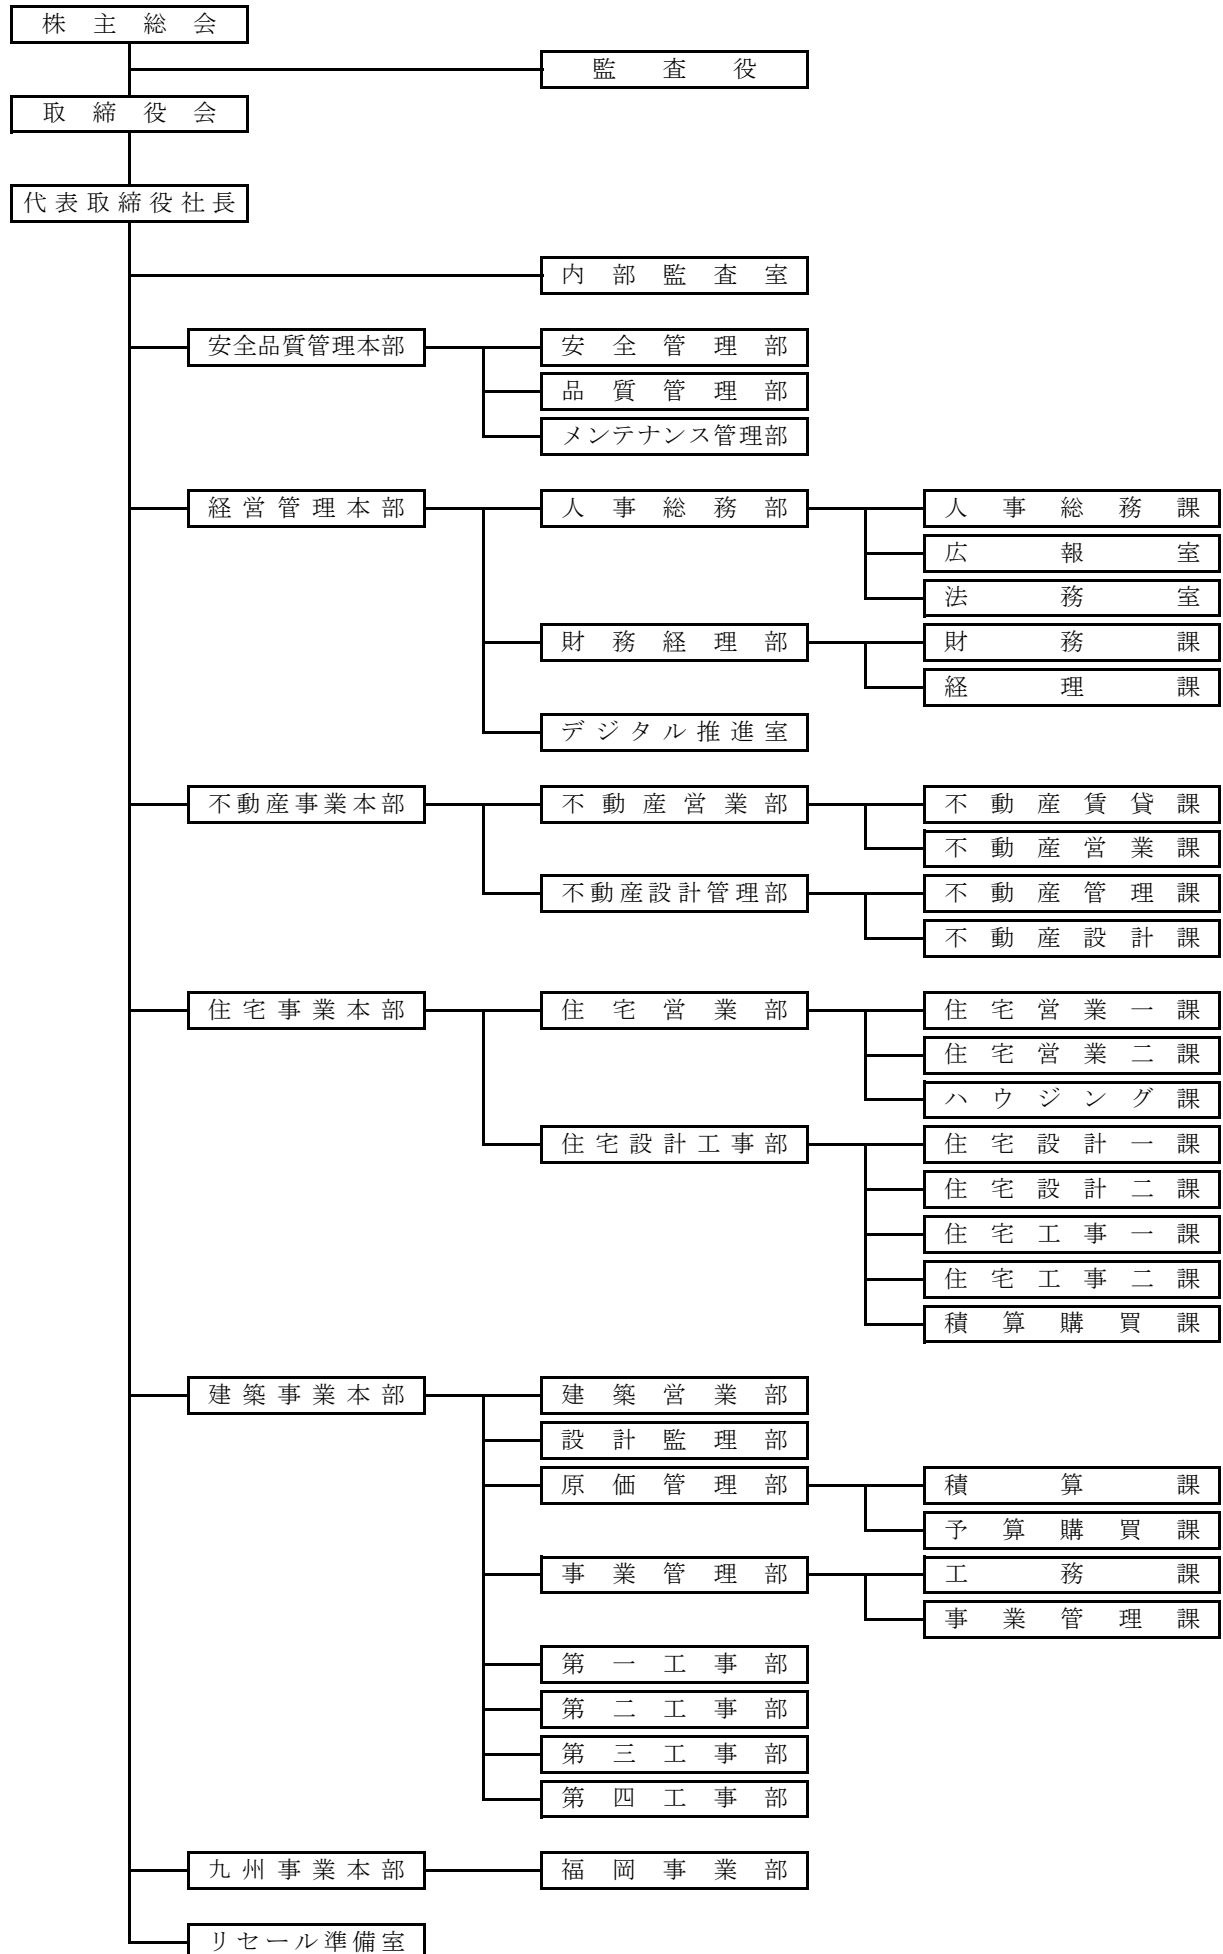 株主総会
監査役
取締役会
代表取締役社長
内部監査室
安全品質管理本部 安全管理部
品質管理部
メンテナンス管理部
経営管理本部 人事総務部 人事総務課
広報室
法務室
財務経理部 財務課
経理課
デジタル推進室
不動産事業本部 不動産営業部 不動産賃貸課
不動産営業課
不動産設計管理部 不動産管理課
不動産設計課
住宅事業本部 住宅営業部 住宅営業一課
住宅営業二課
ハウジング課
住宅設計工事部 住宅設計一課
住宅設計二課
住宅工事一課
住宅工事二課
積算購買課
建築事業本部 建築営業部
設計監理部
原価管理部 積算課
予算購買課
事業管理部 工務課
事業管理課
第一工事部
第二工事部
第三工事部
第四工事部
九州事業本部 福岡事業部
リセール準備室